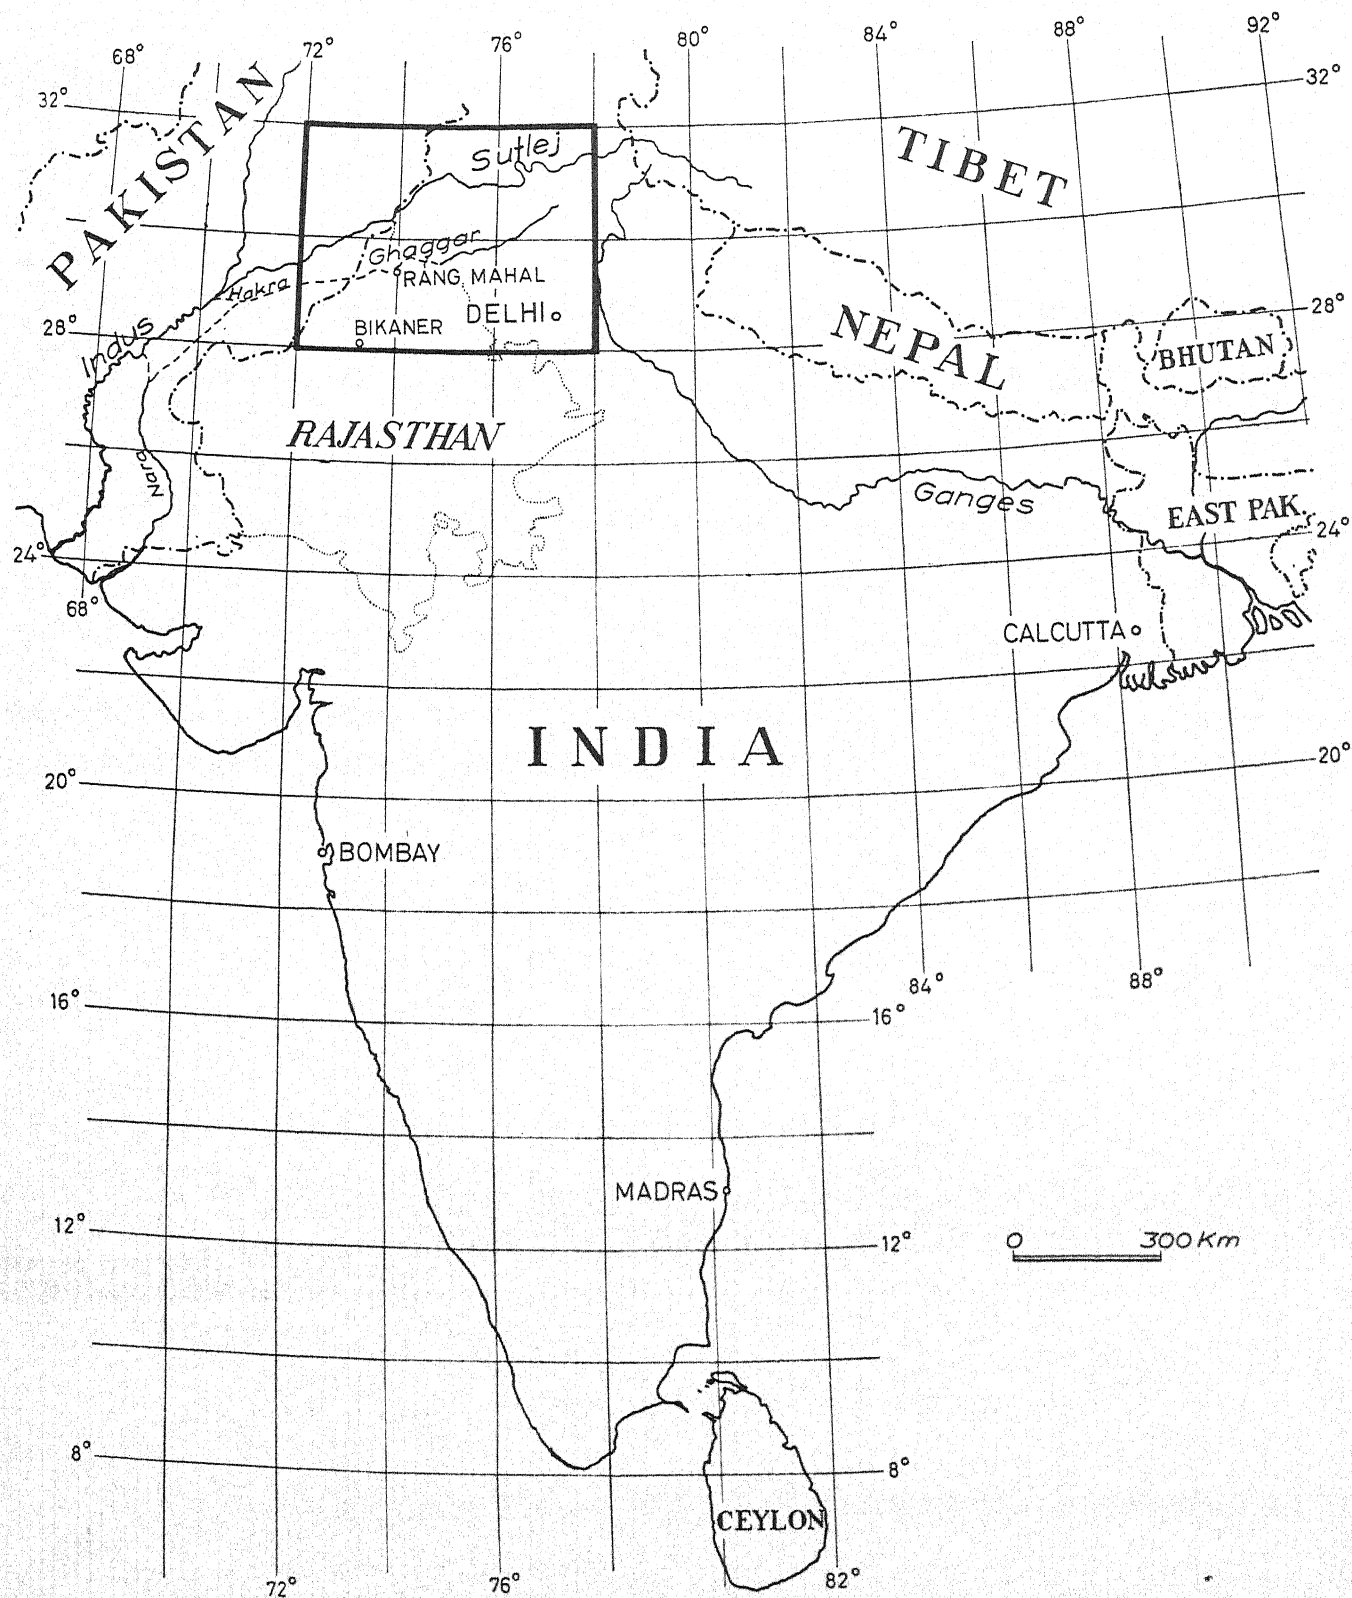 68°
72°
76°
80°
84°
88°
92°
32°
32°
PAKISTAN
Sutlej
TIBET
Ghaggar
Hakra
RANG MAHAL
DELHI
BIKANER
28°
28°
Indus
NEPAL
BHUTAN
RAJASTHAN
Nara
Ganges
EAST PAK.
24°
24°
68°
CALCUTTA
INDIA
20°
20°
BOMBAY
84°
88°
16°
16°
MADRAS
12°
12°
0 300 Km
8°
8°
CEYLON
72°
76°
82°